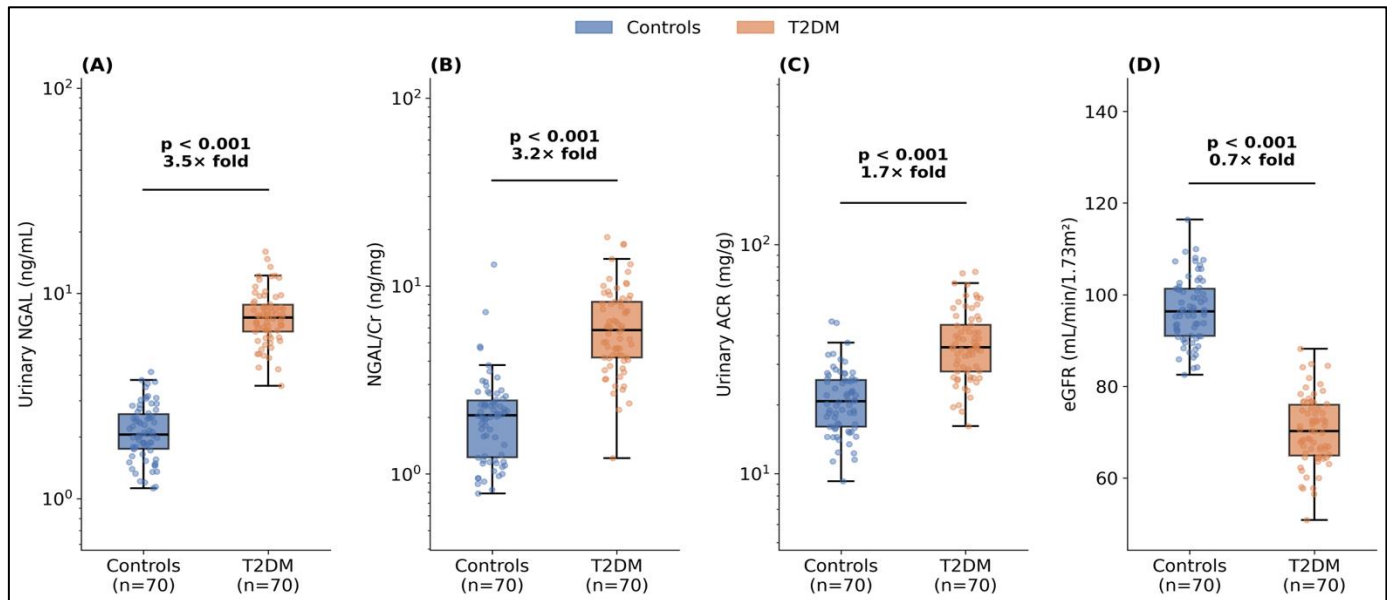 Controls
T2DM
(A)
p < 0.001
3.5× fold
Urinary NGAL (ng/mL)
10²
10¹
10⁰
Controls
(n=70)
T2DM
(n=70)
(B)
p < 0.001
3.2× fold
NGAL/Cr (ng/mg)
10²
10¹
10⁰
Controls
(n=70)
T2DM
(n=70)
(C)
p < 0.001
1.7× fold
Urinary ACR (mg/g)
10²
10¹
Controls
(n=70)
T2DM
(n=70)
(D)
p < 0.001
0.7× fold
eGFR (mL/min/1.73m²)
140
120
100
80
60
Controls
(n=70)
T2DM
(n=70)